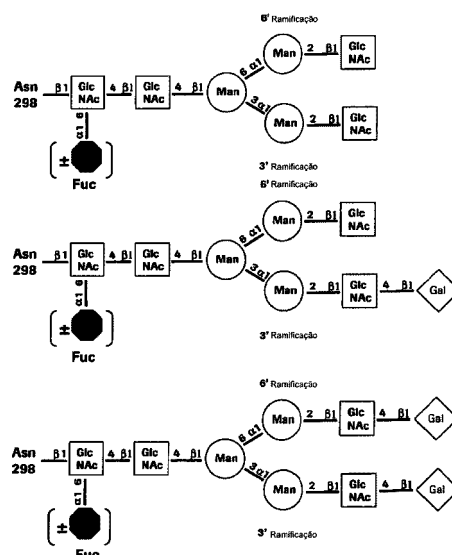 6' Ramificação
Man 2 β1 Glc NAc
6 α1
Asn 298 β1 Glc NAc 4 β1 Glc NAc 4 β1 Man
3 α1
α1 6
Man 2 β1 Glc NAc
( ± )
Fuc
3' Ramificação
6' Ramificação
Man 2 β1 Glc NAc
6 α1
Asn 298 β1 Glc NAc 4 β1 Glc NAc 4 β1 Man
3 α1
α1 6
Man 2 β1 Glc NAc 4 β1 Gal
( ± )
Fuc
3' Ramificação
6' Ramificação
Man 2 β1 Glc NAc 4 β1 Gal
6 α1
Asn 298 β1 Glc NAc 4 β1 Glc NAc 4 β1 Man
3 α1
α1 6
Man 2 β1 Glc NAc 4 β1 Gal
( ± )
Fuc
3' Ramificação